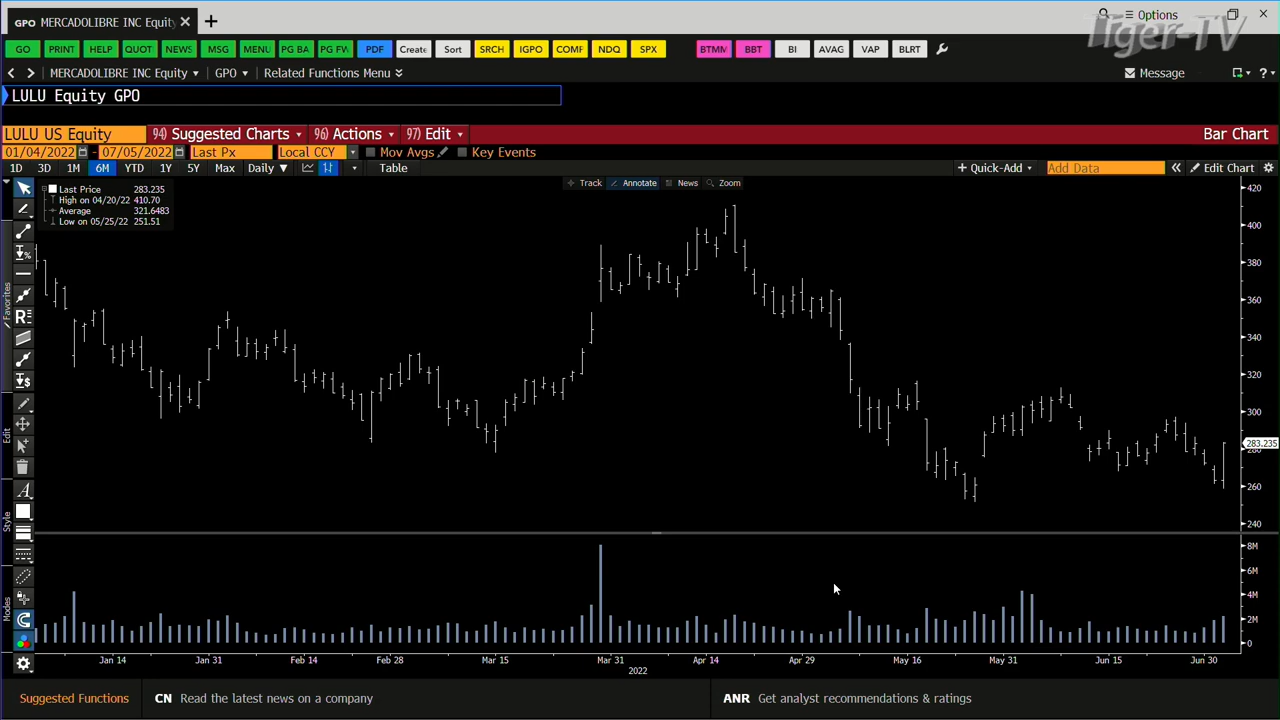 GPO MERCADOLIBRE INC Equity
Options
Tiger-TV
GO PRINT HELP QUOT NEWS MSG MENU PG BA PG FW PDF Create Sort SRCH IGPO COMF NDQ SPX BTMM BBT BI AVAG VAP BLRT
MERCADOLIBRE INC Equity GPO Related Functions Menu Message ?
LULU Equity GPO
LULU US Equity 94) Suggested Charts 96) Actions 97) Edit Bar Chart
01/04/2022 - 07/05/2022 Last Px Local CCY Mov Avgs Key Events
1D 3D 1M 6M YTD 1Y 5Y Max Daily Table + Quick-Add Add Data Edit Chart
Track Annotate News Zoom
Last Price 283.235
High on 04/20/22 410.70
Average 321.6483
Low on 05/25/22 251.51
420
400
380
360
340
320
300
283.235
280
260
240
8M
6M
4M
2M
0
Favorites
Edit
Style
Modes
Jan 14 Jan 31 Feb 14 Feb 28 Mar 15 Mar 31 Apr 14 Apr 29 May 16 May 31 Jun 15 Jun 30
2022
Suggested Functions CN Read the latest news on a company ANR Get analyst recommendations & ratings